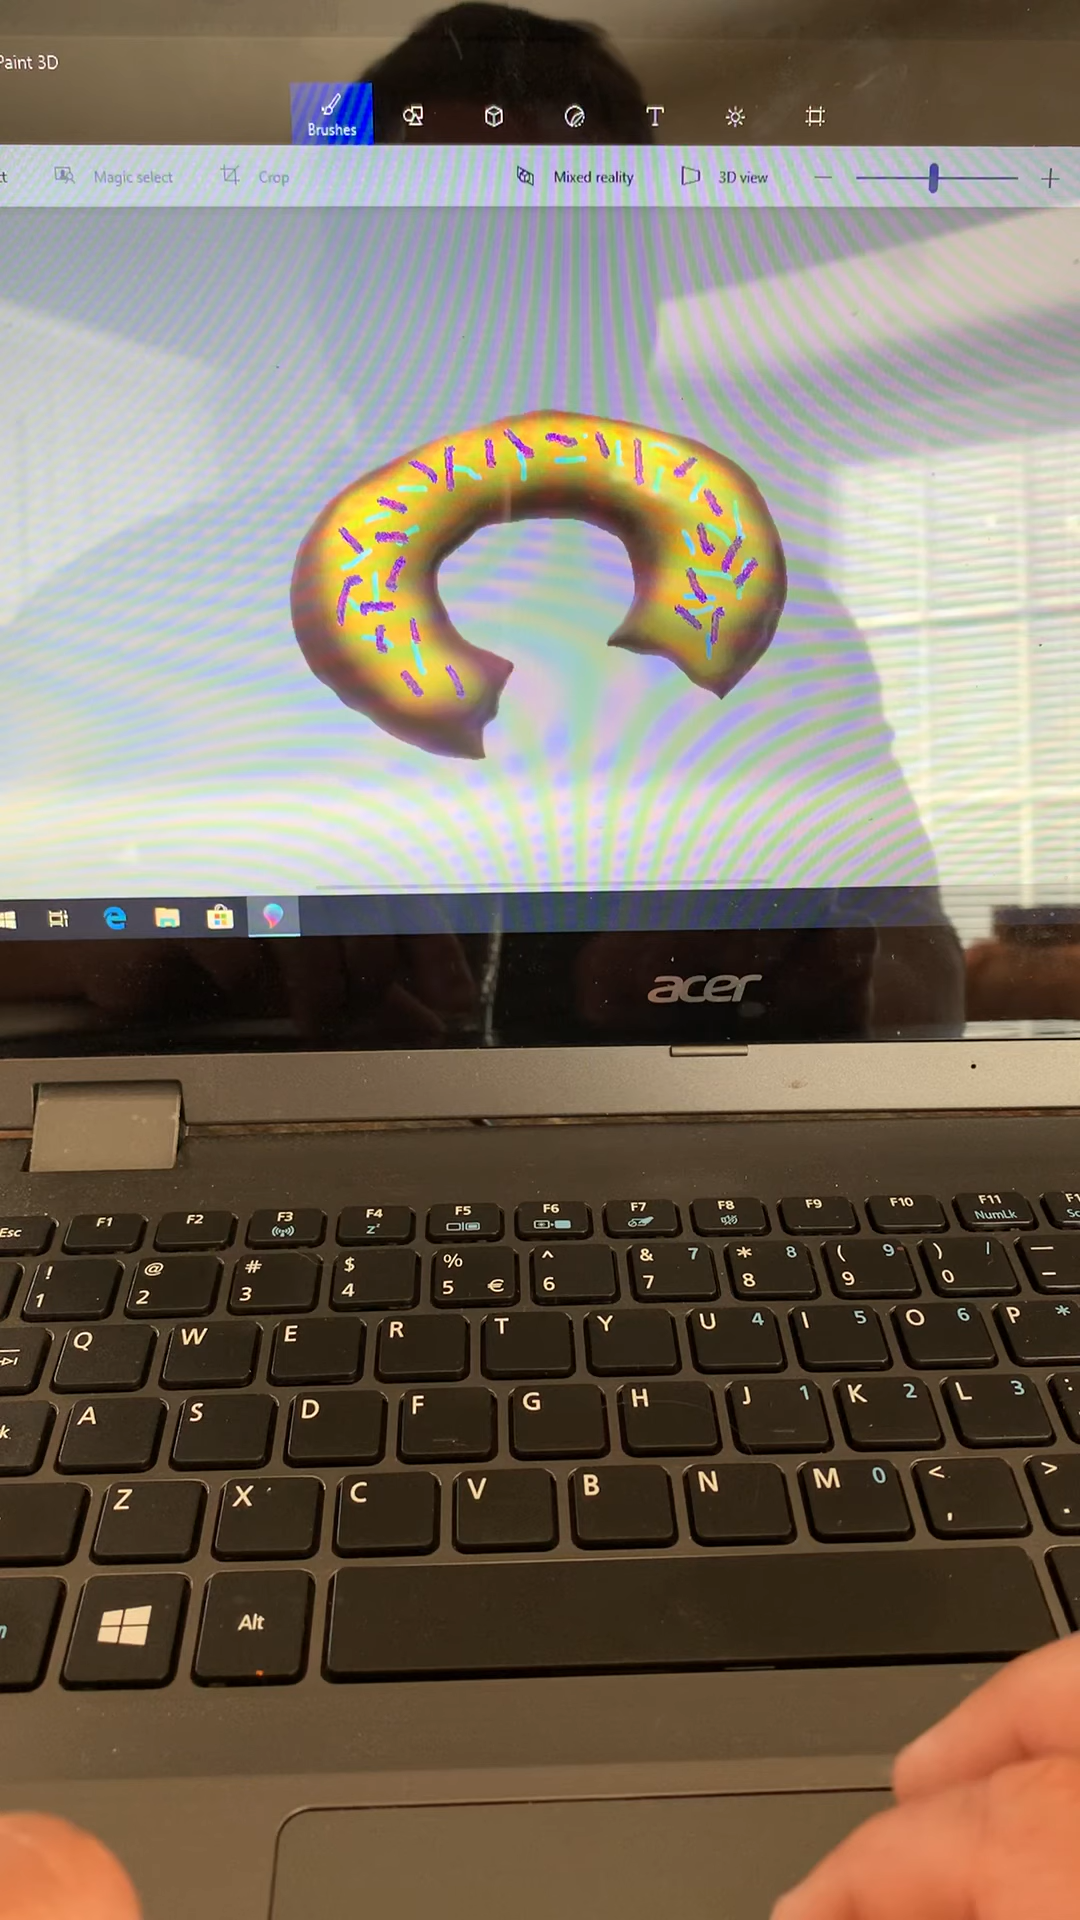 Paint 3D
Brushes
T
Magic select
Crop
Mixed reality
3D view
acer
Esc F1 F2 F3 F4 F5 F6 F7 F8 F9 F10 F11
Zz NumLk
! @ # $ % ^ & 7 * 8 ( 9 ) / —
1 2 3 4 5 € 6 7 8 9 0 -
Q W E R T Y U 4 I 5 O 6 P *
A S D F G H J 1 K 2 L 3 :
Z X C V B N M 0 < , > .
Alt